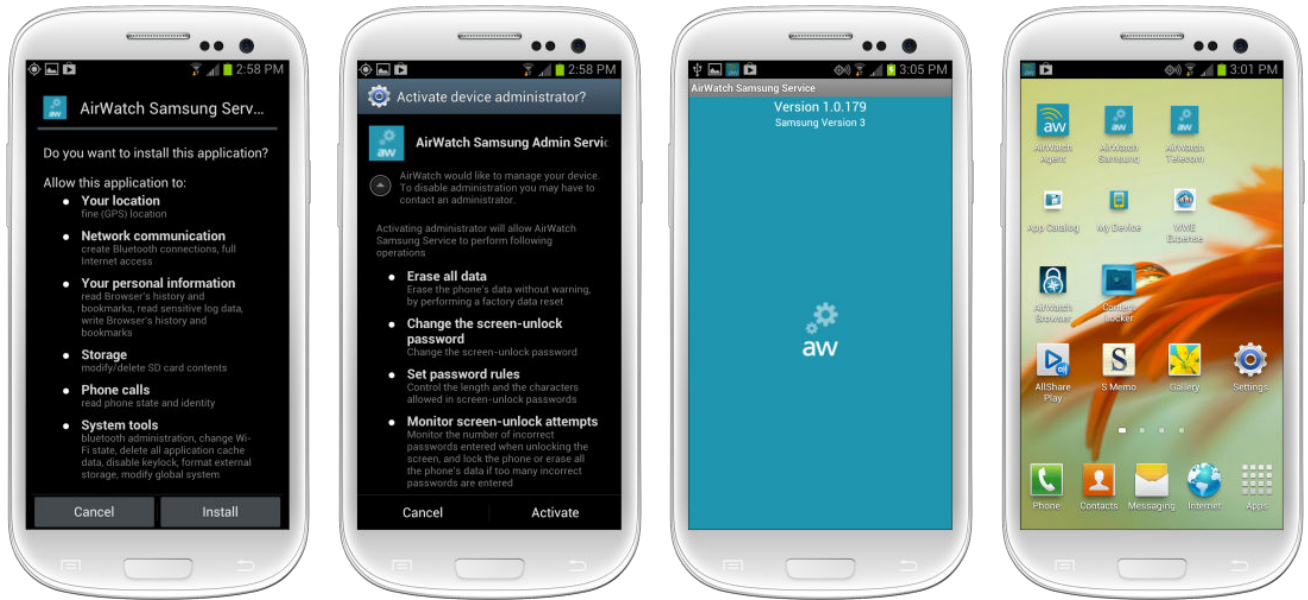 2:58 PM
AirWatch Samsung Serv...
Do you want to install this application?
Allow this application to:
• Your location
fine (GPS) location
• Network communication
create Bluetooth connections, full
Internet access
• Your personal information
read Browser's history and
bookmarks, read sensitive log data,
write Browser's history and
bookmarks
• Storage
modify/delete SD card contents
• Phone calls
read phone state and identity
• System tools
bluetooth administration, change Wi-
Fi state, delete all application cache
data, disable keylock, format external
storage, modify global system
Cancel Install
2:58 PM
Activate device administrator?
AirWatch Samsung Admin Servic
AirWatch would like to manage your device.
To disable administration you may have to
contact an administrator.
Activating administrator will allow AirWatch
Samsung Service to perform following
operations
• Erase all data
Erase the phone's data without warning,
by performing a factory data reset
• Change the screen-unlock
password
Change the screen-unlock password
• Set password rules
Control the length and the characters
allowed in screen-unlock passwords
• Monitor screen-unlock attempts
Monitor the number of incorrect
passwords entered when unlocking the
screen, and lock the phone or erase all
the phone's data if too many incorrect
passwords are entered
Cancel Activate
3:05 PM
AirWatch Samsung Service
Version 1.0.179
Samsung Version 3
aw
3:01 PM
aw aw aw
AirWatch Agent
AirWatch Samsung
AirWatch Telecom
App Catalog My Device WWE Expense
AirWatch Browser
Content Locker
S
AllShare Play
S Memo Gallery Settings
Phone Contacts Messaging Internet Apps